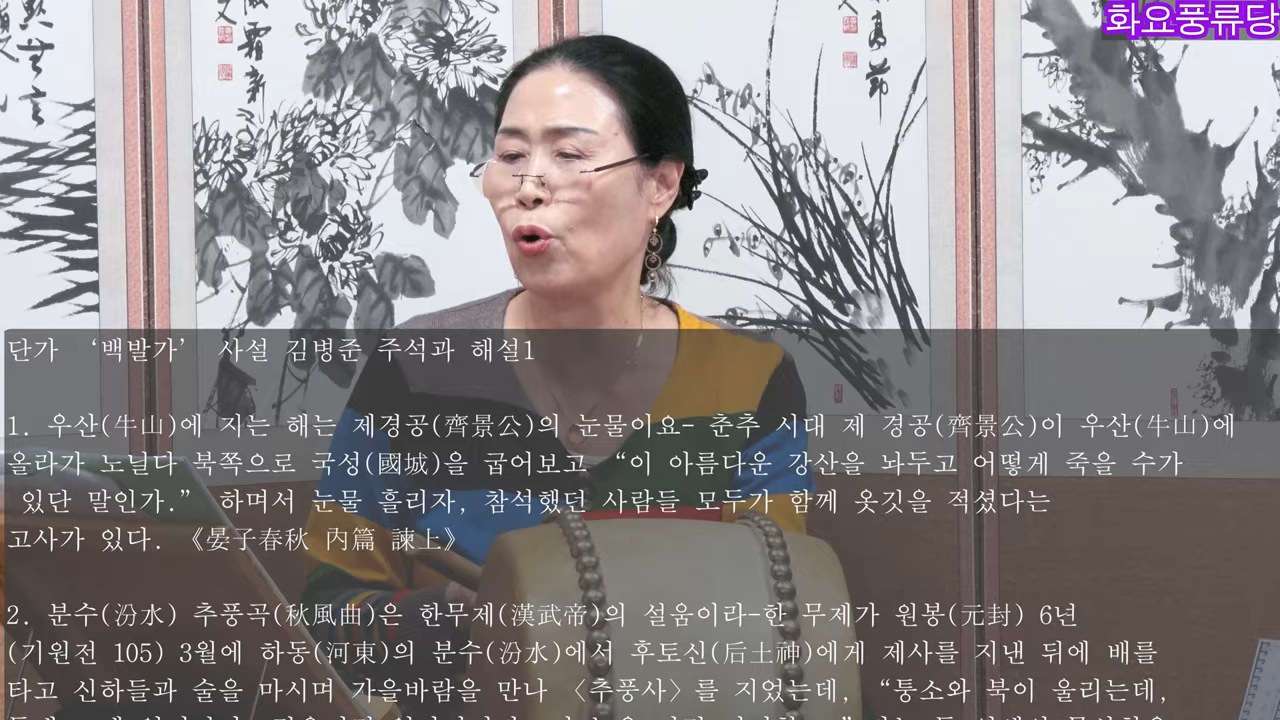 화요풍류당
단가 ‘백발가’ 사설 김병준 주석과 해설1
1. 우산(牛山)에 지는 해는 제경공(齊景公)의 눈물이요- 춘추 시대 제 경공(齊景公)이 우산(牛山)에
올라가 노닐다 북쪽으로 국성(國城)을 굽어보고 “이 아름다운 강산을 놔두고 어떻게 죽을 수가
있단 말인가.” 하며서 눈물 흘리자, 참석했던 사람들 모두가 함께 옷깃을 적셨다는
고사가 있다. 《晏子春秋 內篇 諫上》
2. 분수(汾水) 추풍곡(秋風曲)은 한무제(漢武帝)의 설움이라-한 무제가 원봉(元封) 6년
(기원전 105) 3월에 하동(河東)의 분수(汾水)에서 후토신(后土神)에게 제사를 지낸 뒤에 배를
타고 신하들과 술을 마시며 가을바람을 만나 〈추풍사〉를 지었는데, “퉁소와 북이 울리는데,